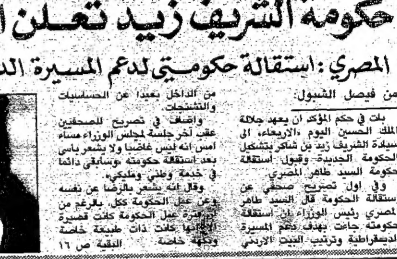 حكومة الشريف زيد تعلن
المصري : استقالة حكومتي لدعم المسيرة
من فيصل الشبول:
بات في حكم المؤكد ان يعهد جلالة
الملك الحسين اليوم «الاربعاء» الى
سيادة الشريف زيد بن شاكر بتشكيل
الحكومة الجديدة وقبول استقالة
حكومة السيد طاهر المصري.
وفي اول تصريح صحفي عن
استقالة الحكومة قال السيد طاهر
المصري رئيس الوزراء ان استقالة
حكومته جاءت بهدف دعم المسيرة
الديمقراطية وترتيب البيت الاردني
من الداخل بعيدا عن الحساسيات
والتشنجات.
واضاف في تصريح للصحفيين
عقب آخر جلسة لمجلس الوزراء مساء
امس انه ليس غاضبا ولا يشعر باسى
بعد استقالة حكومته «وسابقى دائما
في خدمة وطني ومليكي».
وقال انه يشعر بالرضا عن نفسه
وعن عمل الحكومة ككل بالرغم من
فترة عمل الحكومة كانت قصيرة
كانت ذات طبيعة خاصة
ونكهة خاصة. البقية ص ١٦